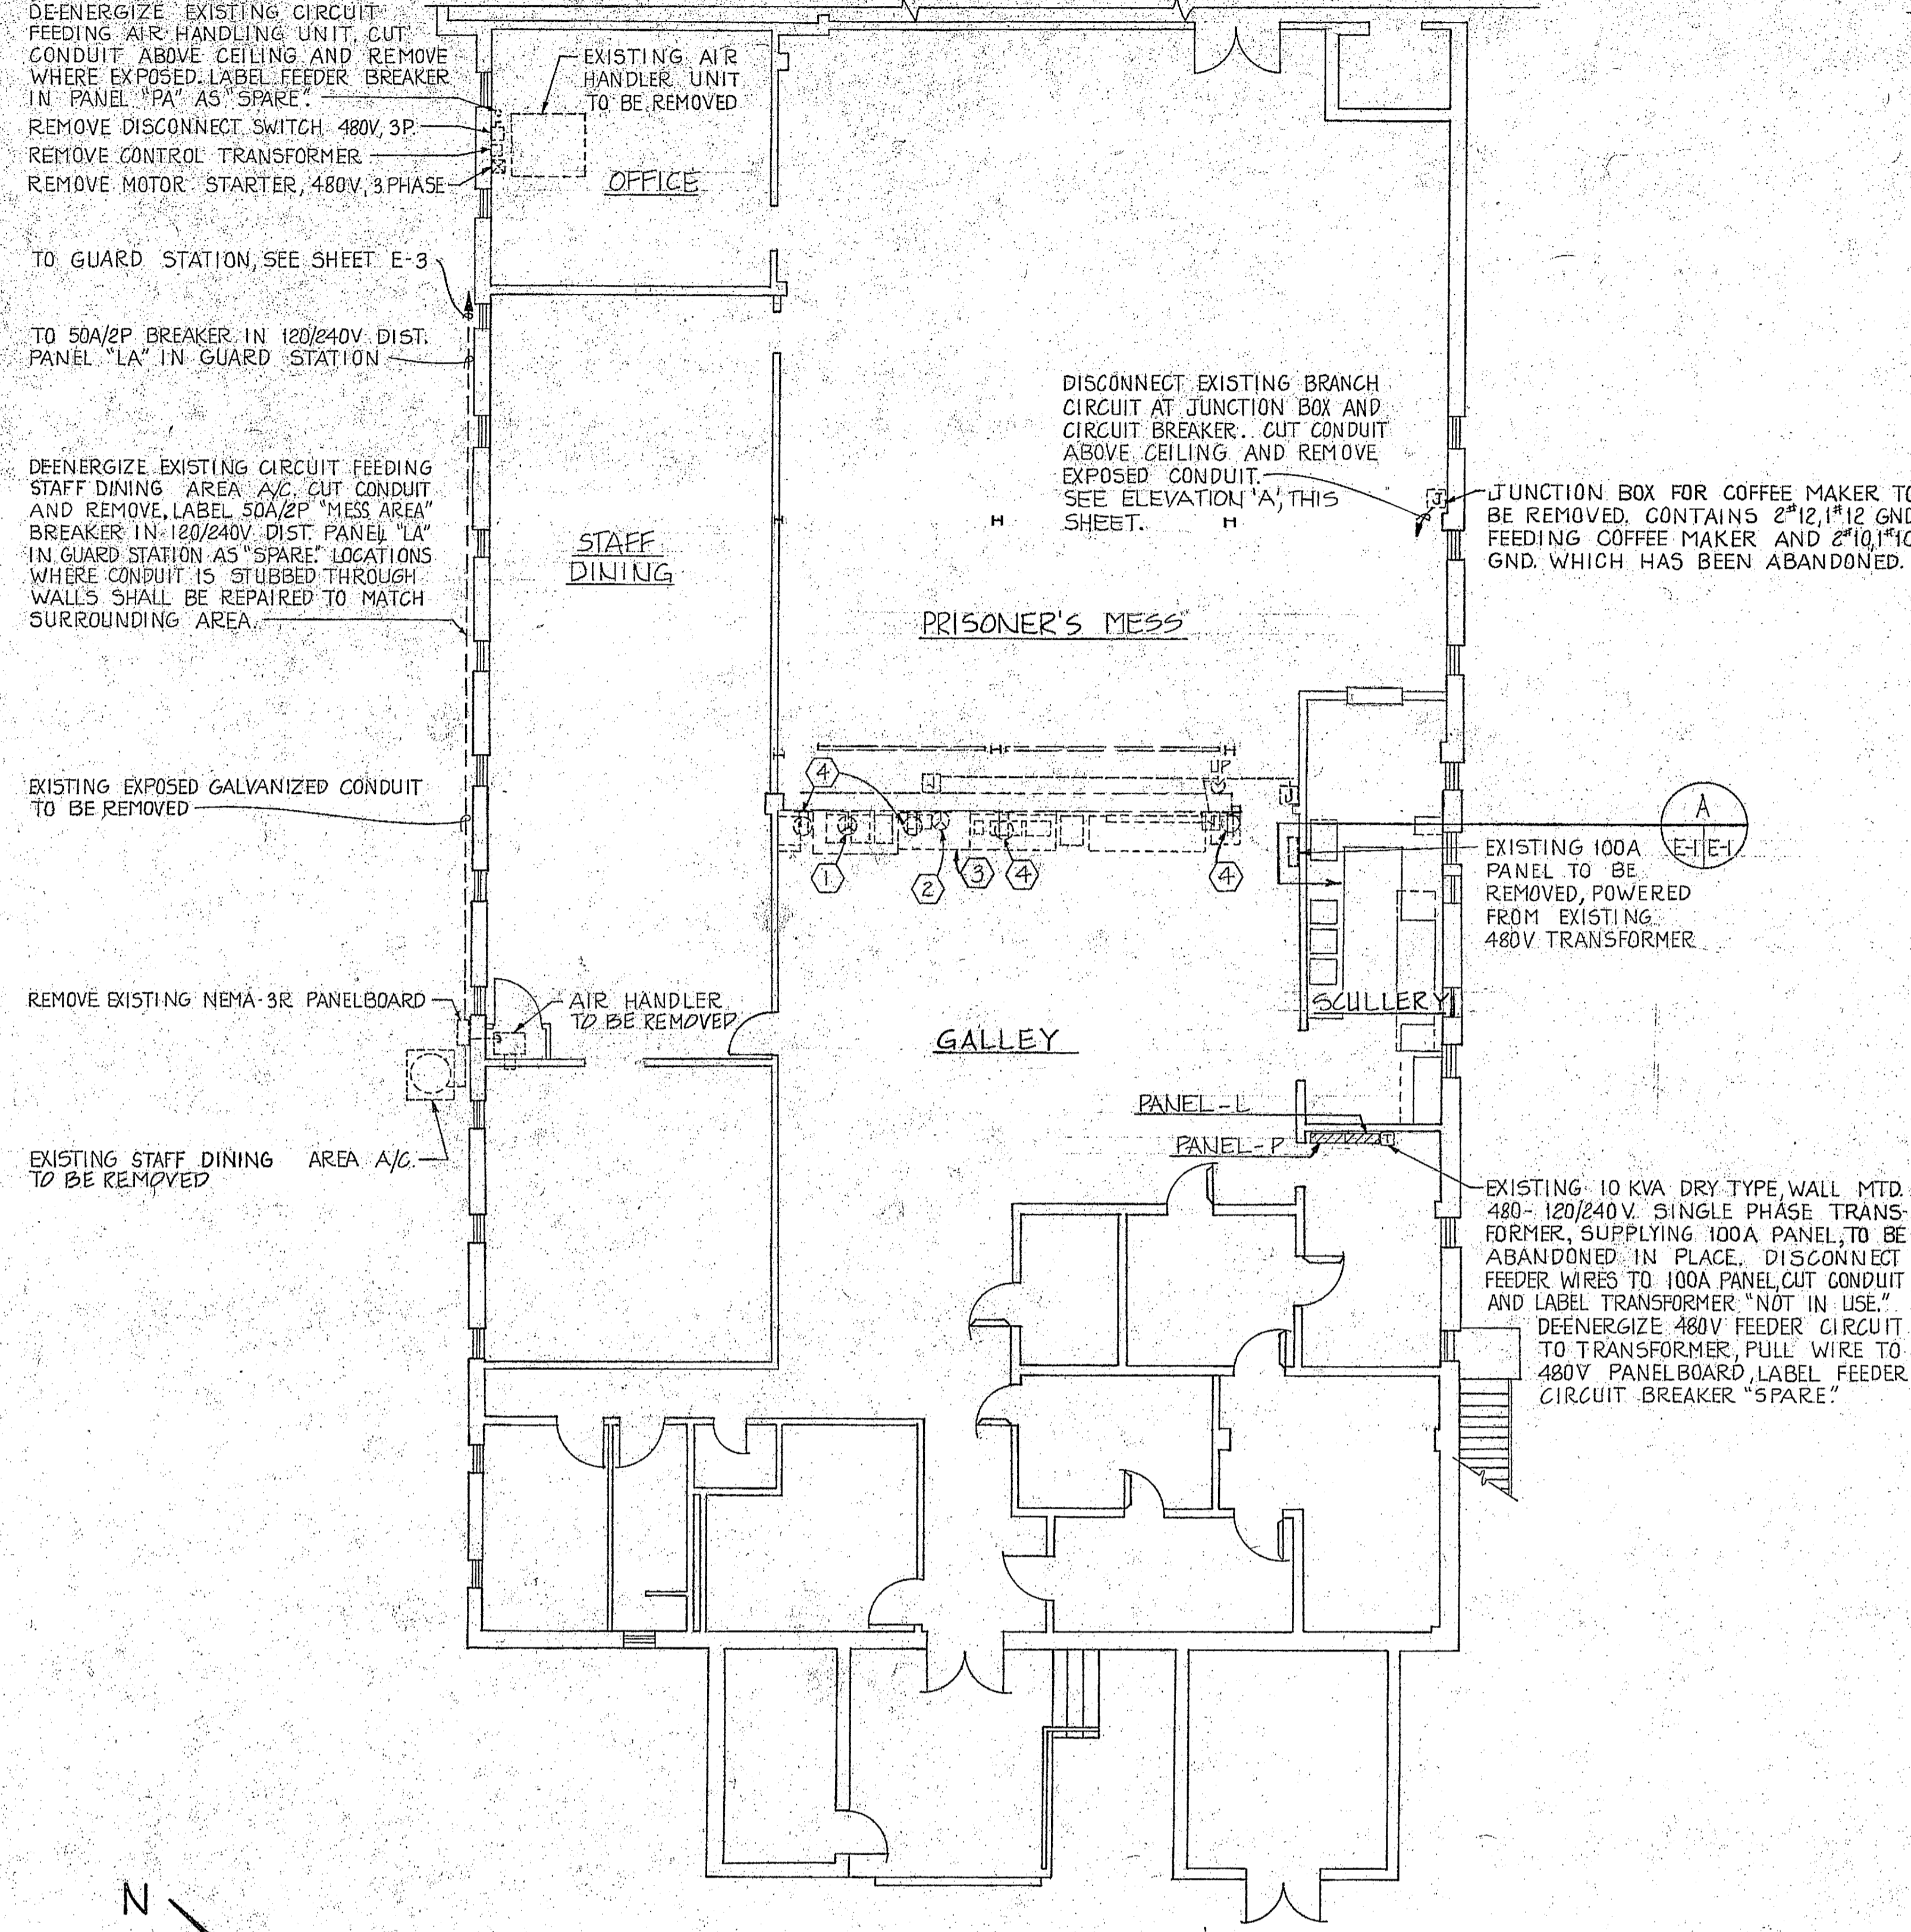 DE-ENERGIZE EXISTING CIRCUIT
FEEDING AIR HANDLING UNIT, CUT
CONDUIT ABOVE CEILING AND REMOVE
WHERE EXPOSED. LABEL FEEDER BREAKER
IN PANEL "PA" AS "SPARE".
REMOVE DISCONNECT SWITCH 480V, 3P.
REMOVE CONTROL TRANSFORMER
REMOVE MOTOR STARTER, 480V, 3 PHASE
EXISTING AIR
HANDLER UNIT
TO BE REMOVED
OFFICE
TO GUARD STATION, SEE SHEET E-3
TO 50A/2P BREAKER IN 120/240V DIST.
PANEL "LA" IN GUARD STATION
DEENERGIZE EXISTING CIRCUIT FEEDING
STAFF DINING AREA A/C. CUT CONDUIT
AND REMOVE, LABEL 50A/2P "MESS AREA"
BREAKER IN 120/240V DIST. PANEL "LA"
IN GUARD STATION AS "SPARE." LOCATIONS
WHERE CONDUIT IS STUBBED THROUGH
WALLS SHALL BE REPAIRED TO MATCH
SURROUNDING AREA.
STAFF
DINING
DISCONNECT EXISTING BRANCH
CIRCUIT AT JUNCTION BOX AND
CIRCUIT BREAKER. CUT CONDUIT
ABOVE CEILING AND REMOVE
EXPOSED CONDUIT.
SEE ELEVATION 'A', THIS
SHEET.
J
JUNCTION BOX FOR COFFEE MAKER TO
BE REMOVED. CONTAINS 2#12, 1#12 GND
FEEDING COFFEE MAKER AND 2#10, 1#10
GND. WHICH HAS BEEN ABANDONED.
PRISONER'S MESS
EXISTING EXPOSED GALVANIZED CONDUIT
TO BE REMOVED
4
J
UP
J
1
2
3
4
4
A
E-1 E-1
EXISTING 100A
PANEL TO BE
REMOVED, POWERED
FROM EXISTING
480V TRANSFORMER
REMOVE EXISTING NEMA-3R PANELBOARD
AIR HANDLER
TO BE REMOVED
SCULLERY
GALLEY
EXISTING STAFF DINING AREA A/C.
TO BE REMOVED
PANEL-L
PANEL-P
T
EXISTING 10 KVA DRY TYPE, WALL MTD.
480-120/240V. SINGLE PHASE TRANS-
FORMER, SUPPLYING 100A PANEL, TO BE
ABANDONED IN PLACE. DISCONNECT
FEEDER WIRES TO 100A PANEL, CUT CONDUIT
AND LABEL TRANSFORMER "NOT IN USE."
DEENERGIZE 480V FEEDER CIRCUIT
TO TRANSFORMER, PULL WIRE TO
480V PANELBOARD, LABEL FEEDER
CIRCUIT BREAKER "SPARE."
N